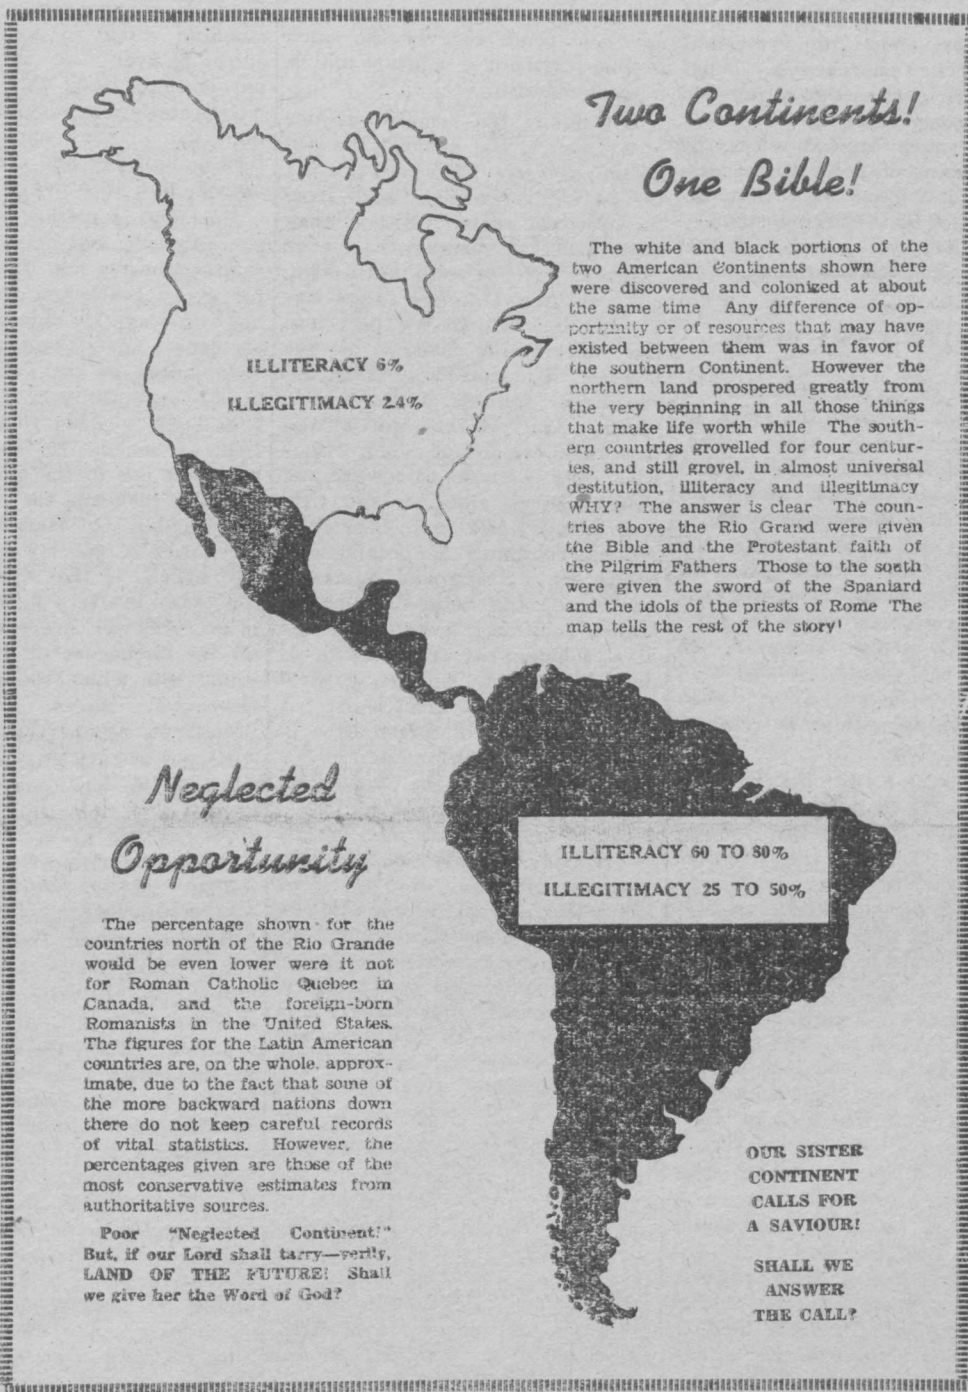 Two Continents!
One Bible!
The white and black portions of the
two American Continents shown here
were discovered and colonized at about
the same time Any difference of op-
portunity or of resources that may have
existed between them was in favor of
the southern Continent. However the
northern land prospered greatly from
the very beginning in all those things
that make life worth while The south-
ern countries grovelled for four centur-
ies, and still grovel, in almost universal
destitution, illiteracy and illegitimacy
WHY? The answer is clear The coun-
tries above the Rio Grand were given
the Bible and the Protestant faith of
the Pilgrim Fathers Those to the south
were given the sword of the Spaniard
and the idols of the priests of Rome The
map tells the rest of the story!
ILLITERACY 6%
ILLEGITIMACY 2.4%
Neglected
Opportunity
The percentage shown for the
countries north of the Rio Grande
would be even lower were it not
for Roman Catholic Quebec in
Canada, and the foreign-born
Romanists in the United States.
The figures for the Latin American
countries are, on the whole, approx-
imate, due to the fact that some of
the more backward nations down
there do not keep careful records
of vital statistics. However, the
percentages given are those of the
most conservative estimates from
authoritative sources.
Poor "Neglected Continent!"
But, if our Lord shall tarry—verily,
LAND OF THE FUTURE! Shall
we give her the Word of God?
ILLITERACY 60 TO 80%
ILLEGITIMACY 25 TO 50%
OUR SISTER
CONTINENT
CALLS FOR
A SAVIOUR!
SHALL WE
ANSWER
THE CALL?